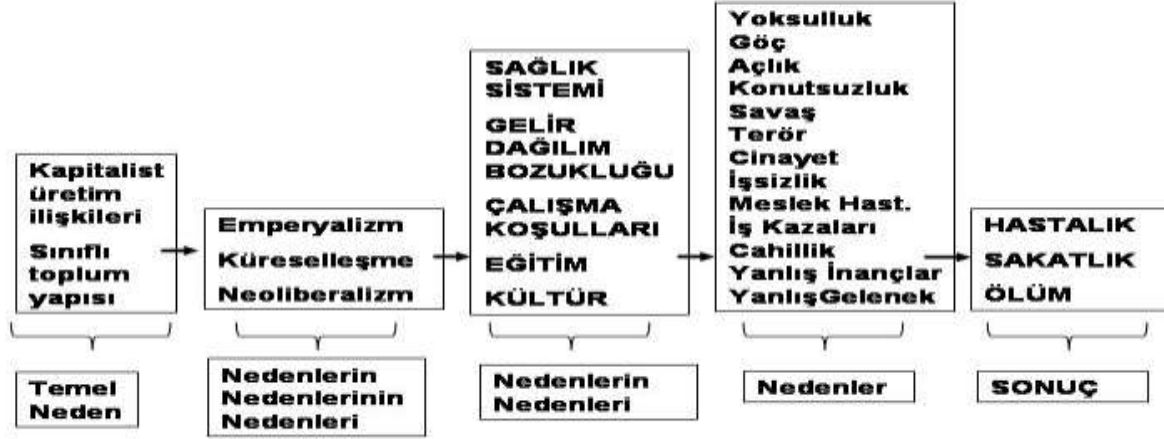 Kapitalist
üretim
ilişkileri
Sınıflı
toplum
yapısı
Temel
Neden
Emperyalizm
Küreselleşme
Neoliberalizm
Nedenlerin
Nedenlerinin
Nedenleri
SAĞLIK
SİSTEMİ
GELİR
DAĞILIM
BOZUKLUĞU
ÇALIŞMA
KOŞULLARI
EĞİTİM
KÜLTÜR
Nedenlerin
Nedenleri
Yoksulluk
Göç
Açlık
Konutsuzluk
Savaş
Terör
Cinayet
İşsizlik
Meslek Hast.
İş Kazaları
Cahillik
Yanlış İnançlar
YanlışGelenek
Nedenler
HASTALIK
SAKATLIK
ÖLÜM
SONUÇ